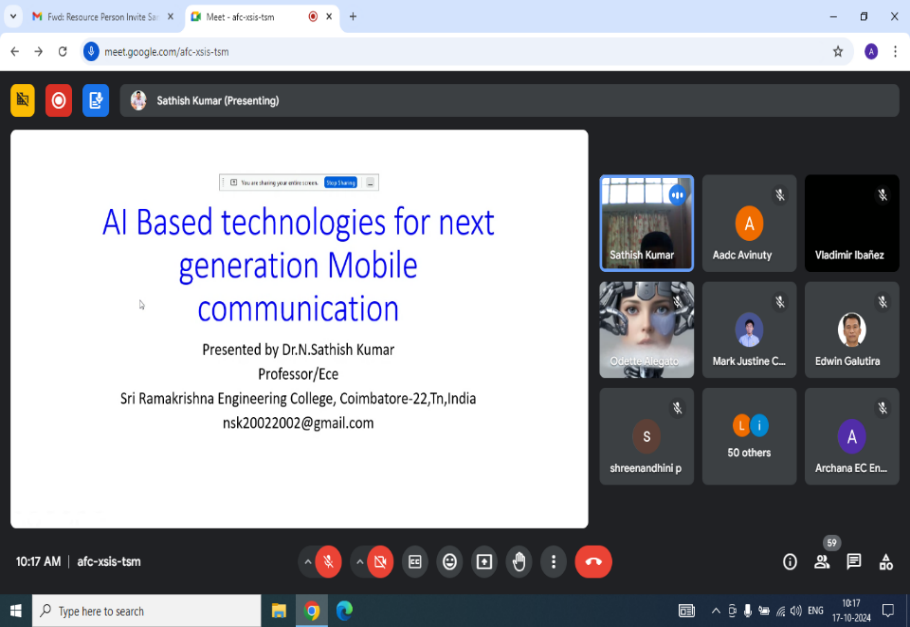 Fwd: Resource Person Invite Sar
Meet - afc-xsis-tsm
meet.google.com/afc-xsis-tsm
A
Sathish Kumar (Presenting)
You are sharing your entire screen. Stop Sharing
AI Based technologies for next
generation Mobile
communication
Presented by Dr.N.Sathish Kumar
Professor/Ece
Sri Ramakrishna Engineering College, Coimbatore-22,Tn,India
nsk20022002@gmail.com
Sathish Kumar
A
Aadc Avinuty
Vladimir Ibañez
Odette Alegato
Mark Justine C...
Edwin Galutira
S
shreenandhini p
L i
50 others
A
Archana EC En...
10:17 AM | afc-xsis-tsm
59
Type here to search
ENG
10:17
17-10-2024